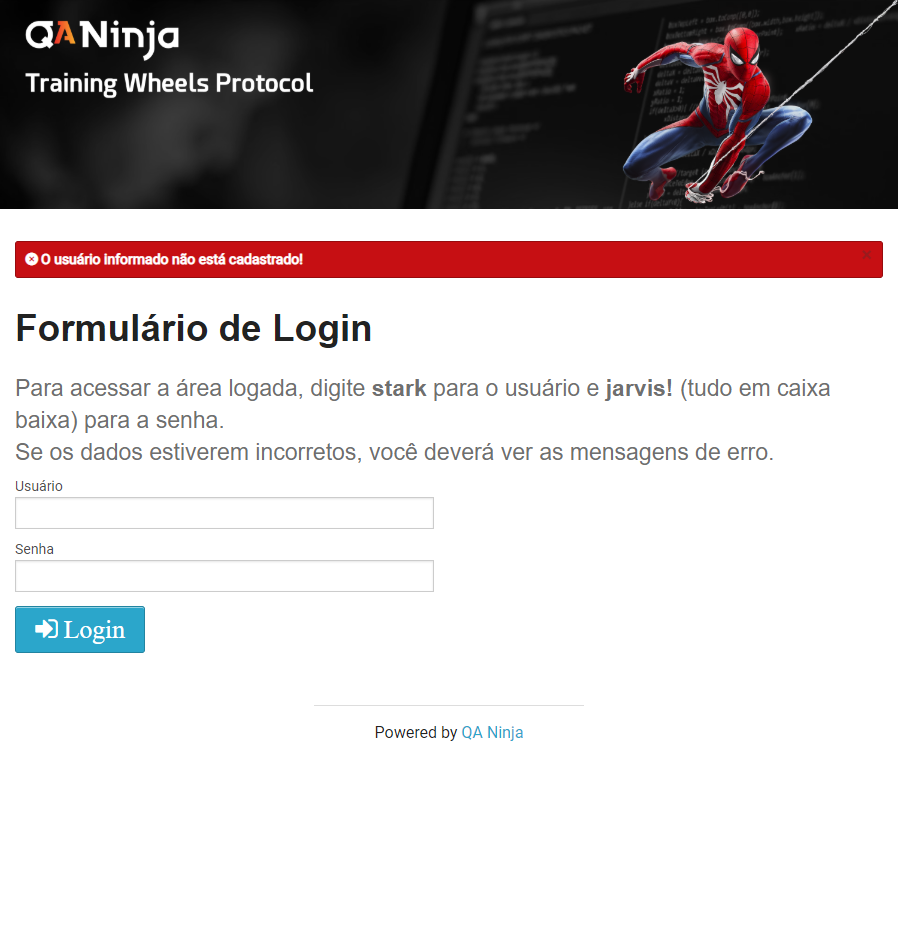 QANinja
Training Wheels Protocol
O usuário informado não está cadastrado!
×
Formulário de Login
Para acessar a área logada, digite stark para o usuário e jarvis! (tudo em caixa
baixa) para a senha.
Se os dados estiverem incorretos, você deverá ver as mensagens de erro.
Usuário
Senha
Login
Powered by QA Ninja